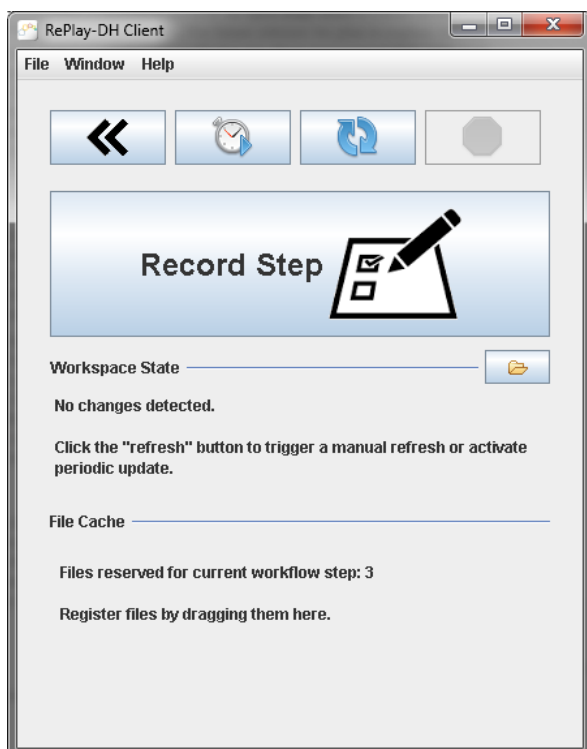 RePlay-DH Client
File Window Help
Record Step
Workspace State
No changes detected.
Click the "refresh" button to trigger a manual refresh or activate
periodic update.
File Cache
Files reserved for current workflow step: 3
Register files by dragging them here.